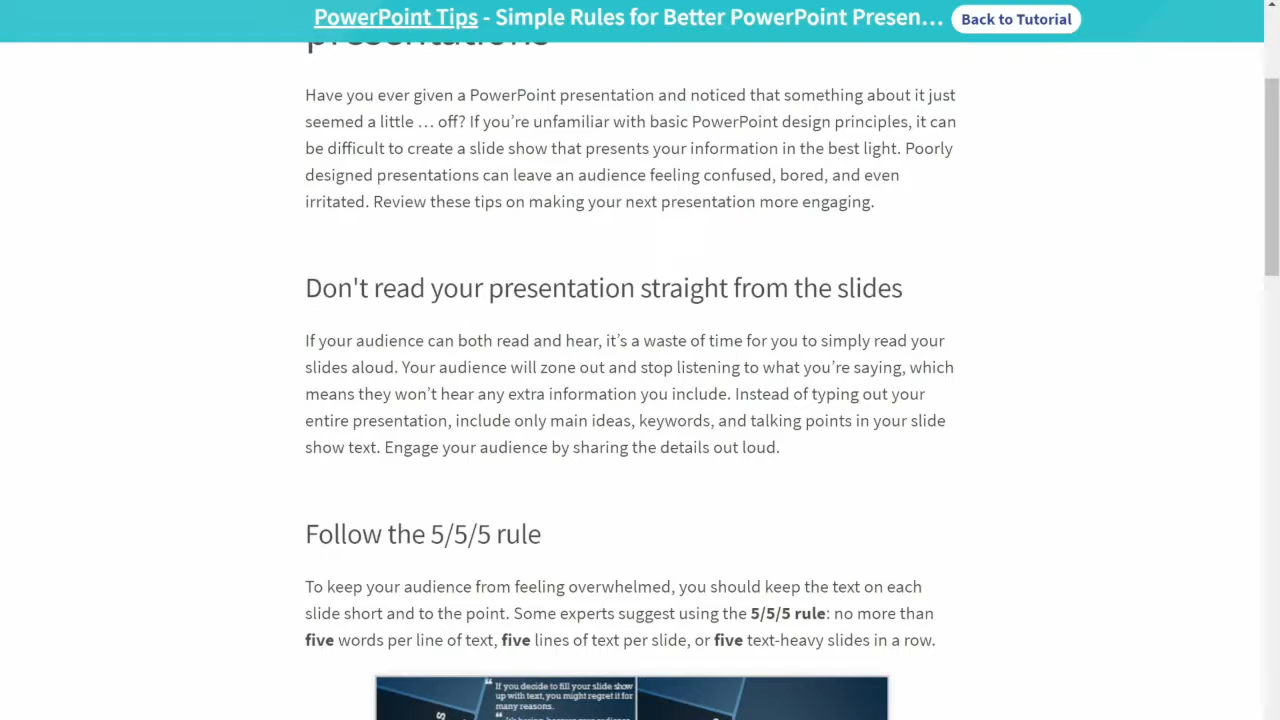 PowerPoint Tips - Simple Rules for Better PowerPoint Presen…
Back to Tutorial
presentations
Have you ever given a PowerPoint presentation and noticed that something about it just
seemed a little … off? If you’re unfamiliar with basic PowerPoint design principles, it can
be difficult to create a slide show that presents your information in the best light. Poorly
designed presentations can leave an audience feeling confused, bored, and even
irritated. Review these tips on making your next presentation more engaging.
Don't read your presentation straight from the slides
If your audience can both read and hear, it’s a waste of time for you to simply read your
slides aloud. Your audience will zone out and stop listening to what you’re saying, which
means they won’t hear any extra information you include. Instead of typing out your
entire presentation, include only main ideas, keywords, and talking points in your slide
show text. Engage your audience by sharing the details out loud.
Follow the 5/5/5 rule
To keep your audience from feeling overwhelmed, you should keep the text on each
slide short and to the point. Some experts suggest using the 5/5/5 rule: no more than
five words per line of text, five lines of text per slide, or five text-heavy slides in a row.
“ If you decide to fill your slide show
up with text, you might regret it for
many reasons.